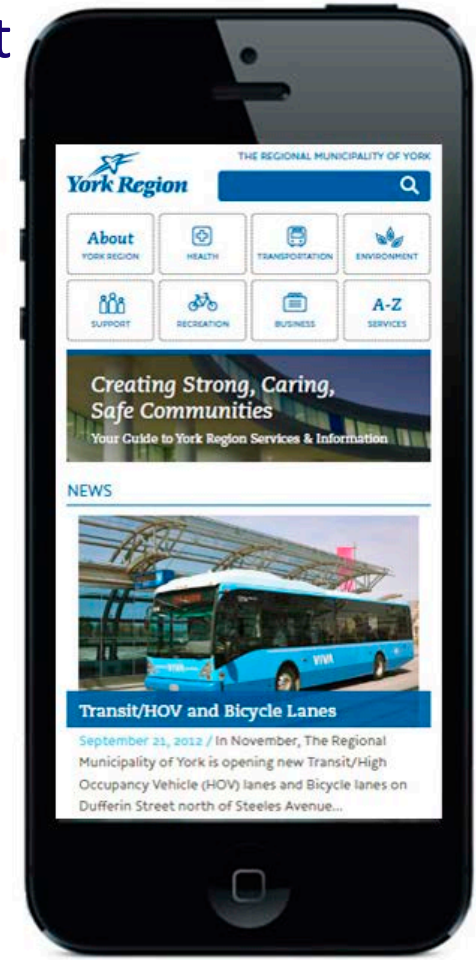 t
THE REGIONAL MUNICIPALITY OF YORK
York Region
About
YORK REGION
HEALTH
TRANSPORTATION
ENVIRONMENT
SUPPORT
RECREATION
BUSINESS
A-Z
SERVICES
Creating Strong, Caring,
Safe Communities
Your Guide to York Region Services & Information
NEWS
VIVA
VIVA
Transit/HOV and Bicycle Lanes
September 21, 2012 / In November, The Regional
Municipality of York is opening new Transit/High
Occupancy Vehicle (HOV) lanes and Bicycle lanes on
Dufferin Street north of Steeles Avenue...